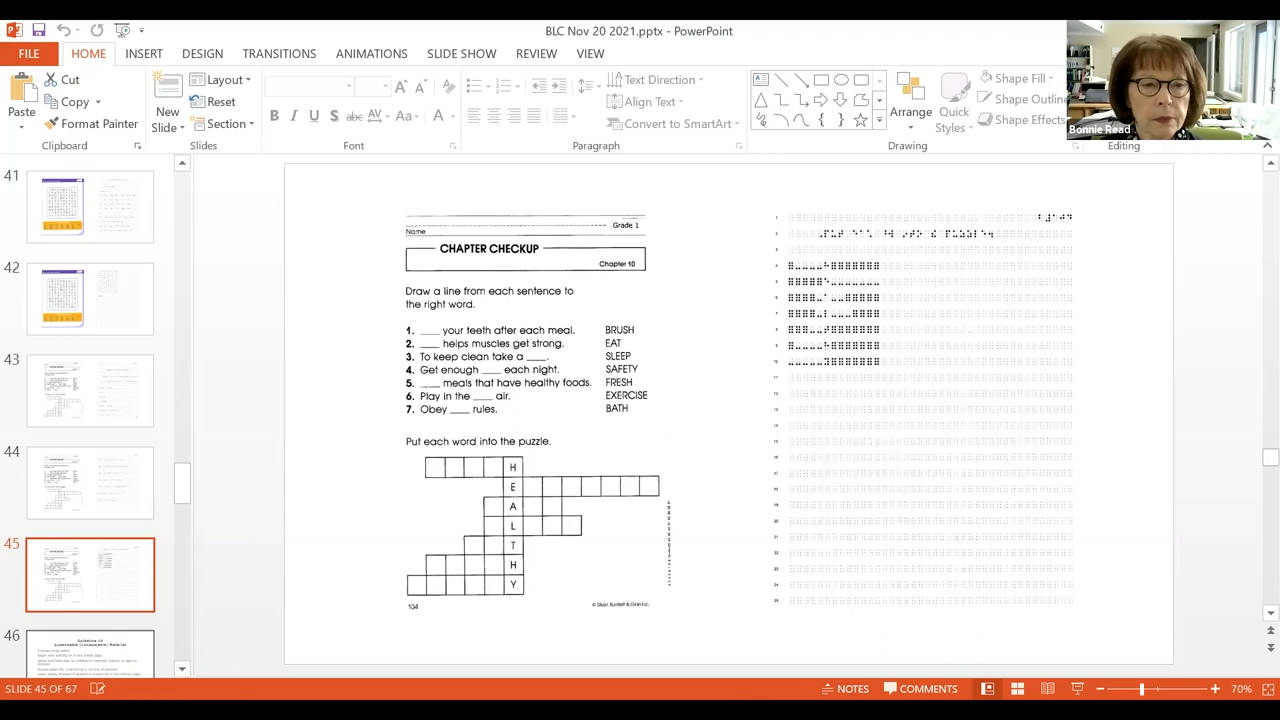 BLC Nov 20 2021.pptx - PowerPoint
FILE HOME INSERT DESIGN TRANSITIONS ANIMATIONS SLIDE SHOW REVIEW VIEW
Paste
Cut
Copy
Format Painter
Clipboard
New Slide
Layout
Reset
Section
Slides
Font
Text Direction
Align Text
Convert to SmartArt
Paragraph
Arrange
Quick Styles
Shape Fill
Shape Outline
Shape Effects
Drawing
Editing
Bonnie Read
41
42
43
44
45
46
Guideline 10
Expendable (Consumable) Material
Grade 1
Name
CHAPTER CHECKUP
Chapter 10
Draw a line from each sentence to
the right word.
1. ____ your teeth after each meal. BRUSH
2. ____ helps muscles get strong. EAT
3. To keep clean take a ____. SLEEP
4. Get enough ____ each night. SAFETY
5. ____ meals that have healthy foods. FRESH
6. Play in the ____ air. EXERCISE
7. Obey ____ rules. BATH
Put each word into the puzzle.
H
E
A
L
T
H
Y
104 © Silver, Burdett & Ginn Inc.
SLIDE 45 OF 67 NOTES COMMENTS 70%